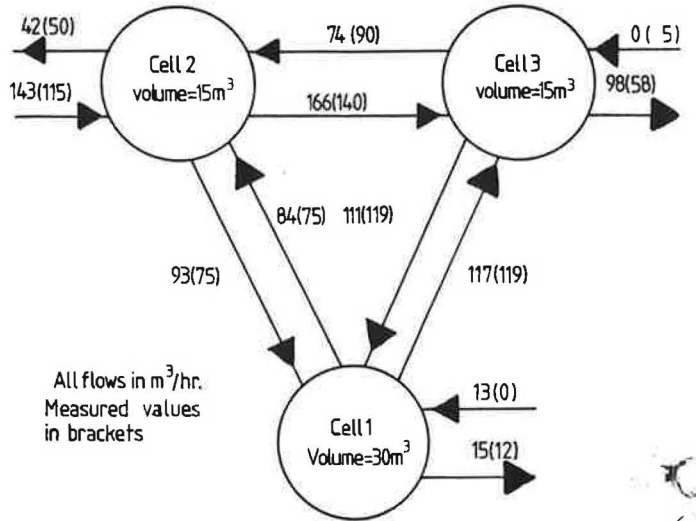 42(50)
143(115)
Cell 2
volume=15m³
74 (90)
166(140)
Cell 3
volume=15m³
0( 5)
98(58)
84(75)
111(119)
93(75)
117(119)
All flows in m³/hr.
Measured values
in brackets
Cell 1
Volume=30m³
13(0)
15(12)